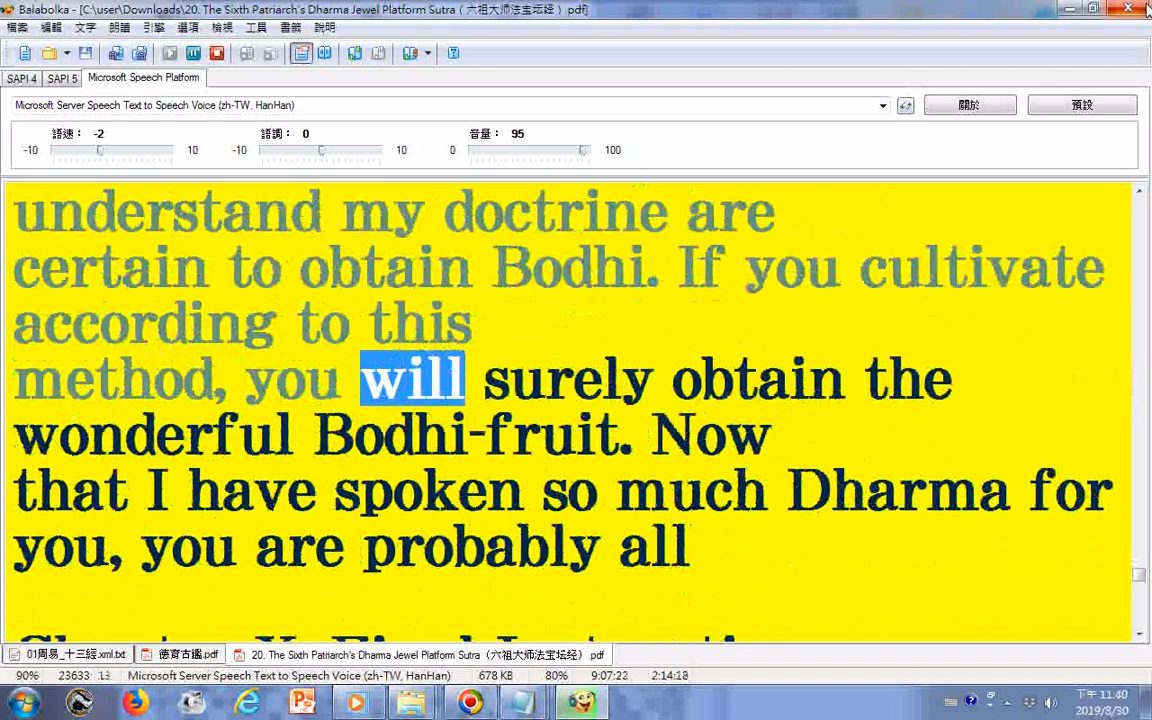 Balabolka - [C:\user\Downloads\20. The Sixth Patriarch's Dharma Jewel Platform Sutra（六祖大师法宝坛经）.pdf]
檔案 編輯 文字 朗讀 引擎 選項 檢視 工具 書籤 說明
SAPI 4 SAPI 5 Microsoft Speech Platform
Microsoft Server Speech Text to Speech Voice (zh-TW, HanHan) 關於 預設
語速： -2 語調： 0 音量： 95
-10 10 -10 10 0 100
understand my doctrine are
certain to obtain Bodhi. If you cultivate
according to this
method, you will surely obtain the
wonderful Bodhi-fruit. Now
that I have spoken so much Dharma for
you, you are probably all
01周易_十三經.xml.txt 德育古鑑.pdf 20. The Sixth Patriarch's Dharma Jewel Platform Sutra（六祖大师法宝坛经）.pdf
90% 23633: 13 Microsoft Server Speech Text to Speech Voice (zh-TW, HanHan) 678 KB 80% 9:07:22 2:14:18
下午 11:40
2019/8/30